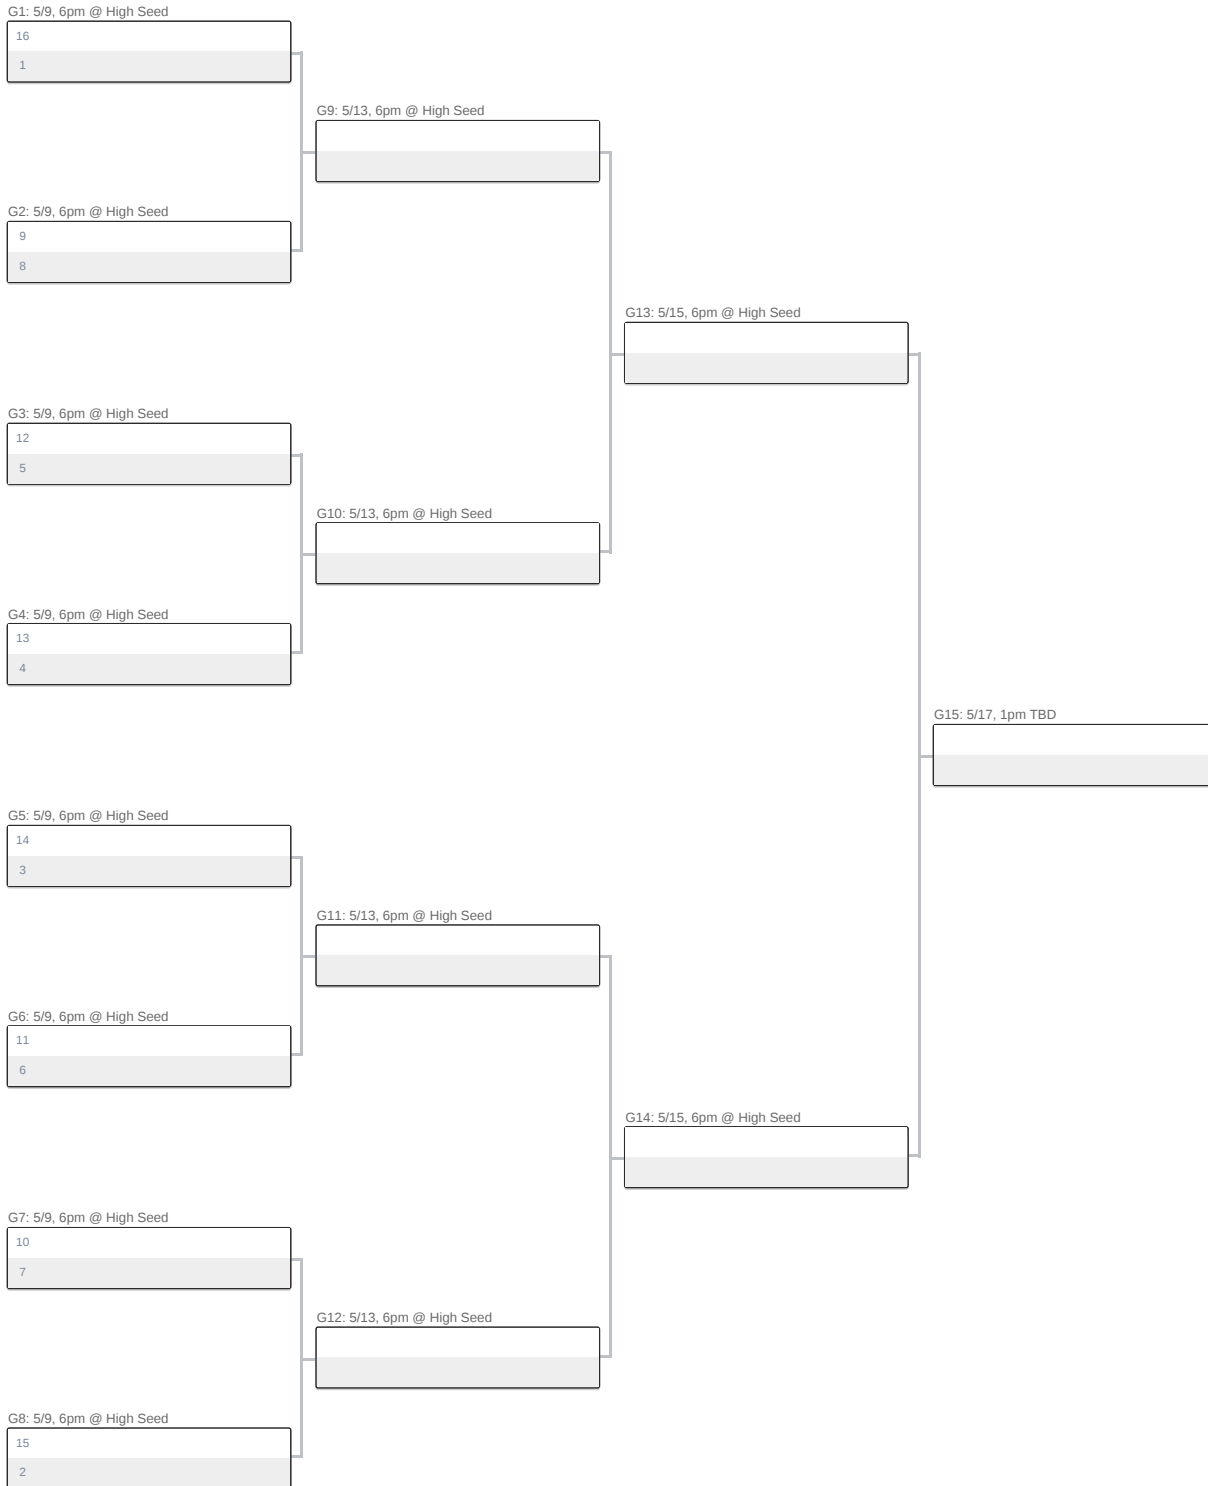 G1: 5/9, 6pm @ High Seed
16
1
G9: 5/13, 6pm @ High Seed
G2: 5/9, 6pm @ High Seed
9
8
G13: 5/15, 6pm @ High Seed
G3: 5/9, 6pm @ High Seed
12
5
G10: 5/13, 6pm @ High Seed
G4: 5/9, 6pm @ High Seed
13
4
G15: 5/17, 1pm TBD
G5: 5/9, 6pm @ High Seed
14
3
G11: 5/13, 6pm @ High Seed
G6: 5/9, 6pm @ High Seed
11
6
G14: 5/15, 6pm @ High Seed
G7: 5/9, 6pm @ High Seed
10
7
G12: 5/13, 6pm @ High Seed
G8: 5/9, 6pm @ High Seed
15
2